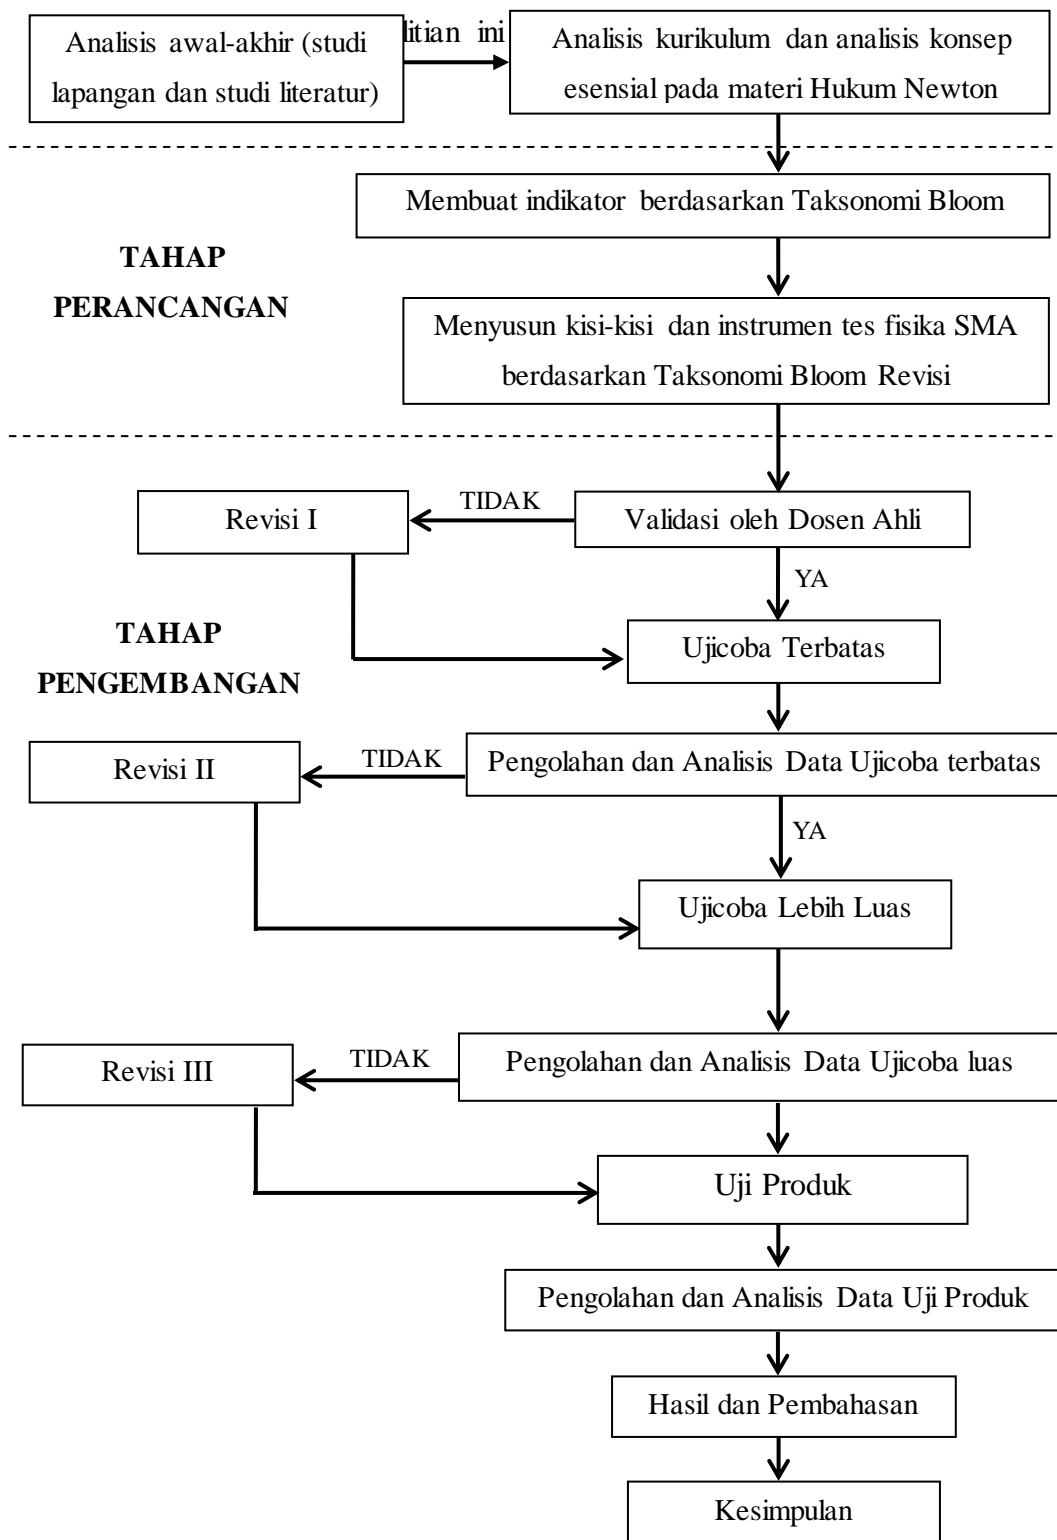 Analisis awal-akhir (studi
lapangan dan studi literatur)
litian ini
Analisis kurikulum dan analisis konsep
esensial pada materi Hukum Newton
Membuat indikator berdasarkan Taksonomi Bloom
TAHAP
PERANCANGAN
Menyusun kisi-kisi dan instrumen tes fisika SMA
berdasarkan Taksonomi Bloom Revisi
Revisi I
TIDAK
Validasi oleh Dosen Ahli
YA
TAHAP
PENGEMBANGAN
Ujicoba Terbatas
Revisi II
TIDAK
Pengolahan dan Analisis Data Ujicoba terbatas
YA
Ujicoba Lebih Luas
Revisi III
TIDAK
Pengolahan dan Analisis Data Ujicoba luas
Uji Produk
Pengolahan dan Analisis Data Uji Produk
Hasil dan Pembahasan
Kesimpulan